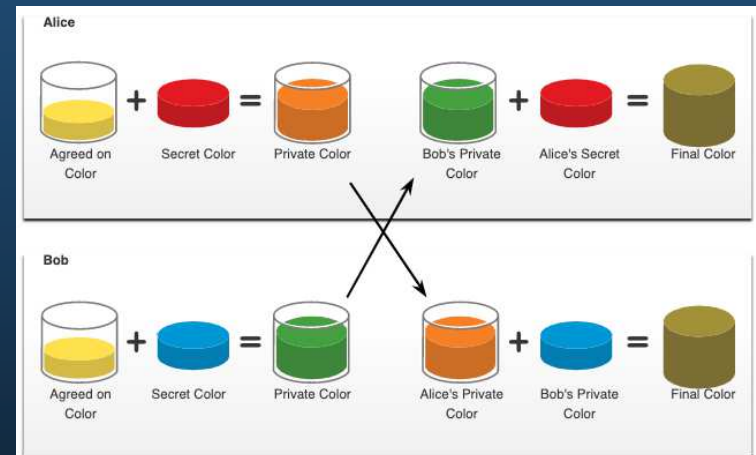 Alice
+ = + =
Agreed on Secret Color Private Color Bob's Private Alice's Secret Final Color
Color Color Color
Bob
+ = + =
Agreed on Secret Color Private Color Alice's Private Bob's Private Final Color
Color Color Color